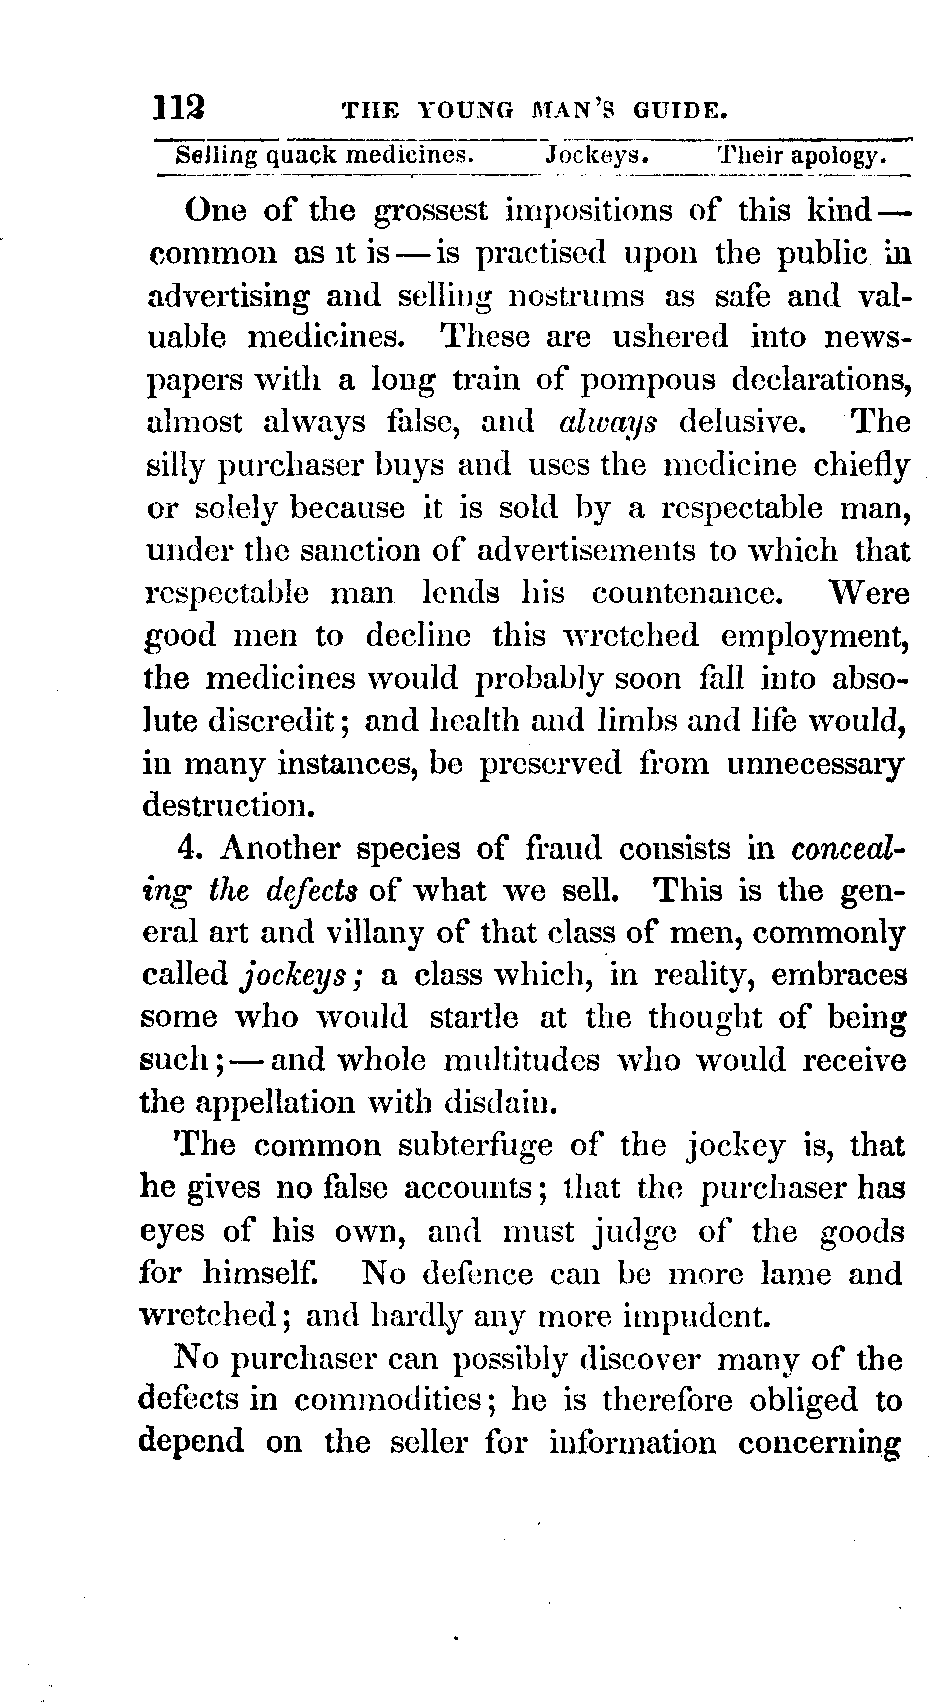 112 THE YOUNG MAN'S GUIDE.
Selling quack medicines. Jockeys. Their apology.
One of the grossest impositions of this kind—
common as it is—is practised upon the public in
advertising and selling nostrums as safe and val-
uable medicines. These are ushered into news-
papers with a long train of pompous declarations,
almost always false, and always delusive. The
silly purchaser buys and uses the medicine chiefly
or solely because it is sold by a respectable man,
under the sanction of advertisements to which that
respectable man lends his countenance. Were
good men to decline this wretched employment,
the medicines would probably soon fall into abso-
lute discredit; and health and limbs and life would,
in many instances, be preserved from unnecessary
destruction.
4. Another species of fraud consists in conceal-
ing the defects of what we sell. This is the gen-
eral art and villany of that class of men, commonly
called jockeys; a class which, in reality, embraces
some who would startle at the thought of being
such;—and whole multitudes who would receive
the appellation with disdain.
The common subterfuge of the jockey is, that
he gives no false accounts; that the purchaser has
eyes of his own, and must judge of the goods
for himself. No defence can be more lame and
wretched; and hardly any more impudent.
No purchaser can possibly discover many of the
defects in commodities; he is therefore obliged to
depend on the seller for information concerning